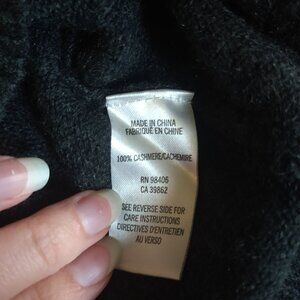 MADE IN CHINA
FABRIQUÉ EN CHINE
100% CASHMERE/CACHEMIRE
RN 98406
CA 39862
SEE REVERSE SIDE FOR
CARE INSTRUCTIONS
DIRECTIVES D'ENTRETIEN
AU VERSO